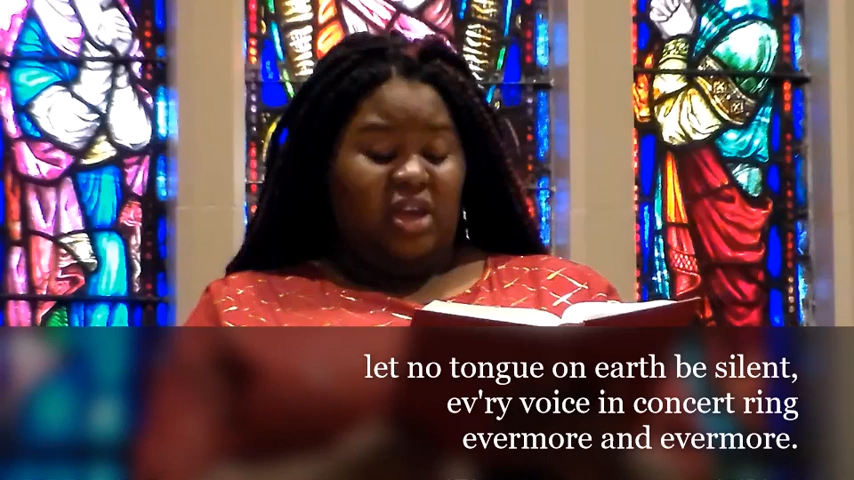 let no tongue on earth be silent,
ev'ry voice in concert ring
evermore and evermore.